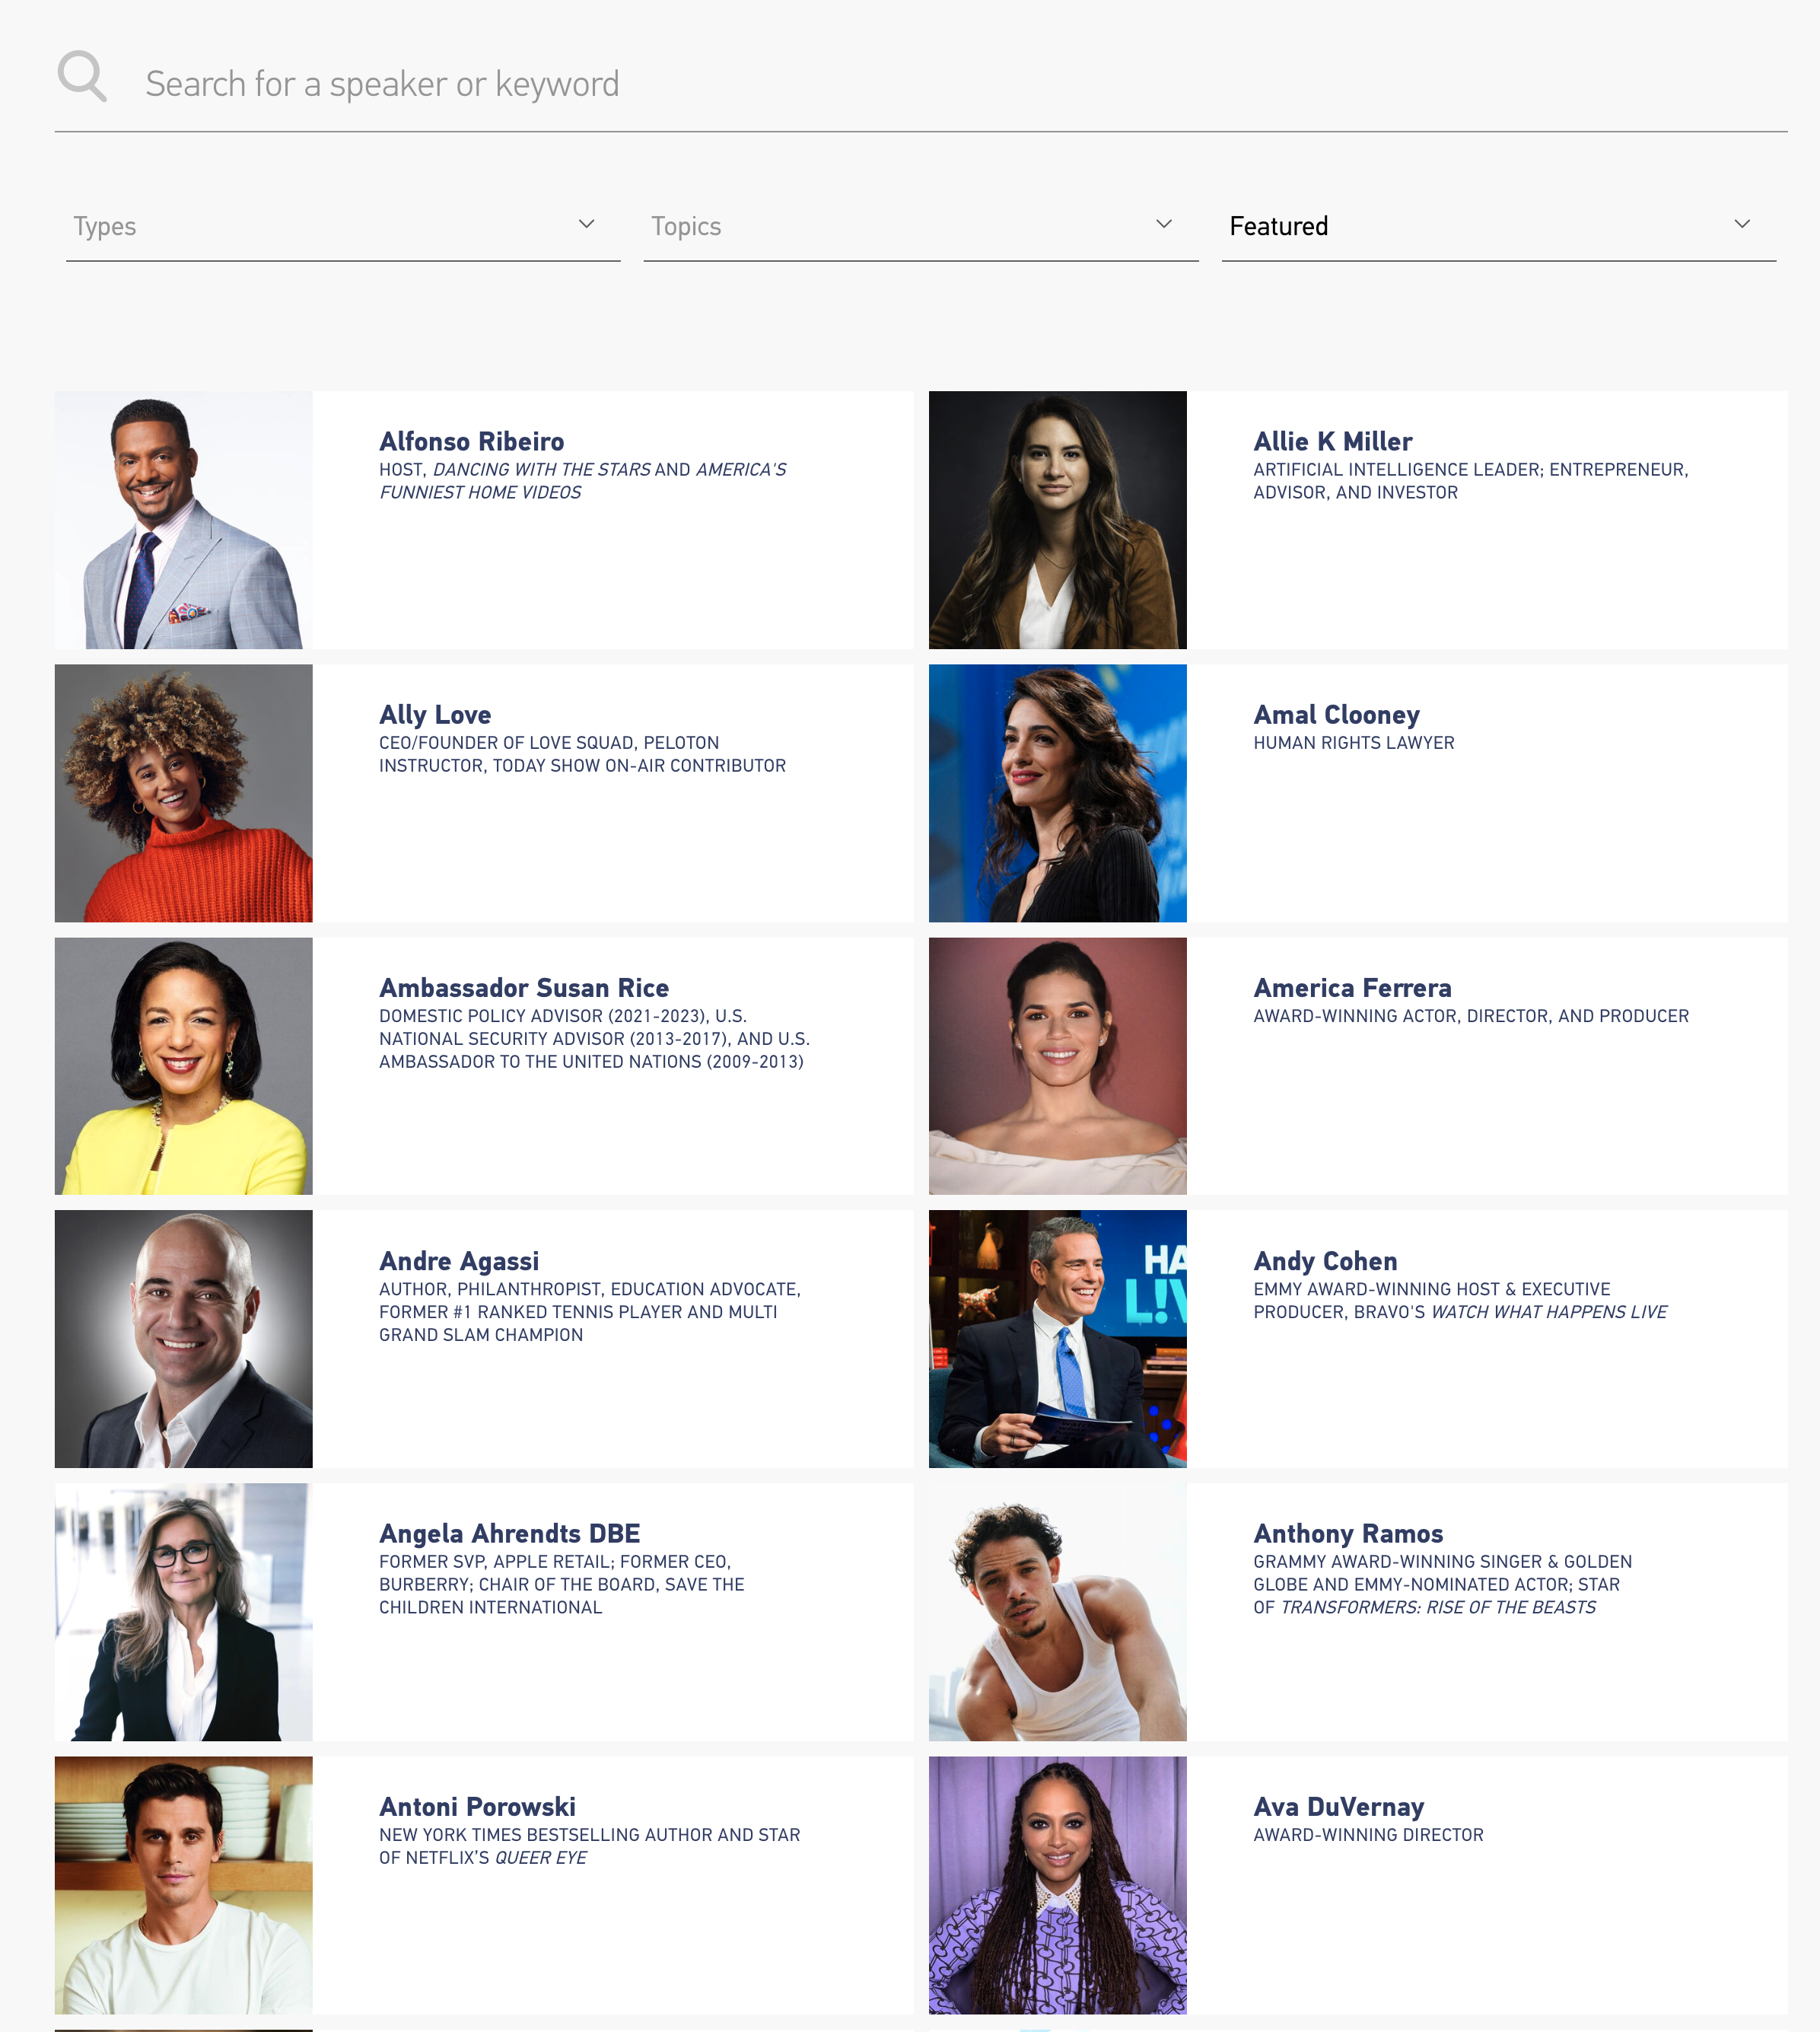 Search for a speaker or keyword
Types
Topics
Featured
Alfonso Ribeiro
HOST, DANCING WITH THE STARS AND AMERICA'S
FUNNIEST HOME VIDEOS
Allie K Miller
ARTIFICIAL INTELLIGENCE LEADER; ENTREPRENEUR,
ADVISOR, AND INVESTOR
Ally Love
CEO/FOUNDER OF LOVE SQUAD, PELOTON
INSTRUCTOR, TODAY SHOW ON-AIR CONTRIBUTOR
Amal Clooney
HUMAN RIGHTS LAWYER
Ambassador Susan Rice
DOMESTIC POLICY ADVISOR (2021-2023), U.S.
NATIONAL SECURITY ADVISOR (2013-2017), AND U.S.
AMBASSADOR TO THE UNITED NATIONS (2009-2013)
America Ferrera
AWARD-WINNING ACTOR, DIRECTOR, AND PRODUCER
Andre Agassi
AUTHOR, PHILANTHROPIST, EDUCATION ADVOCATE,
FORMER #1 RANKED TENNIS PLAYER AND MULTI
GRAND SLAM CHAMPION
HA
L!V
Andy Cohen
EMMY AWARD-WINNING HOST & EXECUTIVE
PRODUCER, BRAVO'S WATCH WHAT HAPPENS LIVE
Angela Ahrendts DBE
FORMER SVP, APPLE RETAIL; FORMER CEO,
BURBERRY; CHAIR OF THE BOARD, SAVE THE
CHILDREN INTERNATIONAL
Anthony Ramos
GRAMMY AWARD-WINNING SINGER & GOLDEN
GLOBE AND EMMY-NOMINATED ACTOR; STAR
OF TRANSFORMERS: RISE OF THE BEASTS
Antoni Porowski
NEW YORK TIMES BESTSELLING AUTHOR AND STAR
OF NETFLIX’S QUEER EYE
Ava DuVernay
AWARD-WINNING DIRECTOR